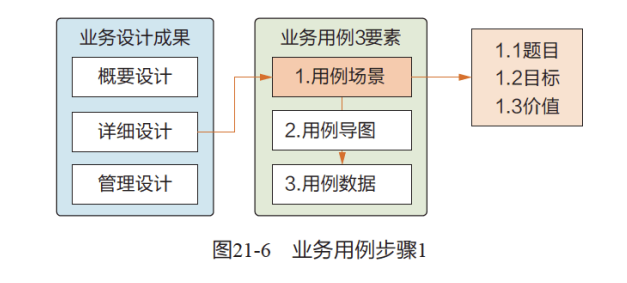 业务设计成果
概要设计
详细设计
管理设计
业务用例3要素
1.用例场景
2.用例导图
3.用例数据
1.1题目
1.2目标
1.3价值
图21-6 业务用例步骤1